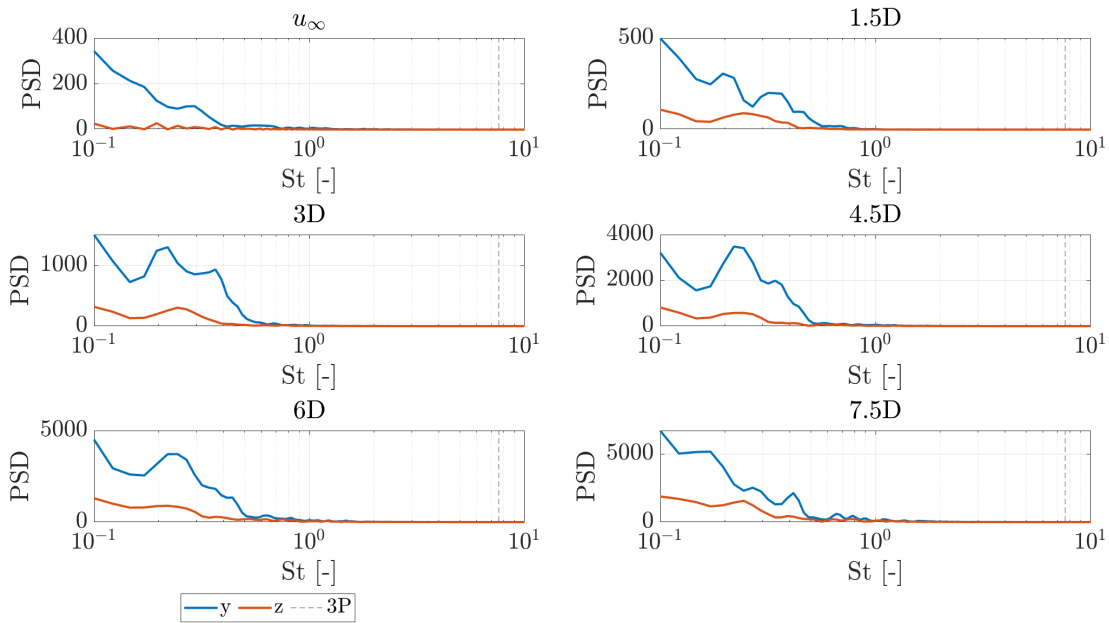 u∞
400
200
0
PSD
10⁻¹ 10⁰ 10¹
St [-]
1.5D
500
0
PSD
10⁻¹ 10⁰ 10¹
St [-]
3D
1000
0
PSD
10⁻¹ 10⁰ 10¹
St [-]
4.5D
4000
2000
0
PSD
10⁻¹ 10⁰ 10¹
St [-]
6D
5000
0
PSD
10⁻¹ 10⁰ 10¹
St [-]
7.5D
5000
0
PSD
10⁻¹ 10⁰ 10¹
St [-]
y z 3P